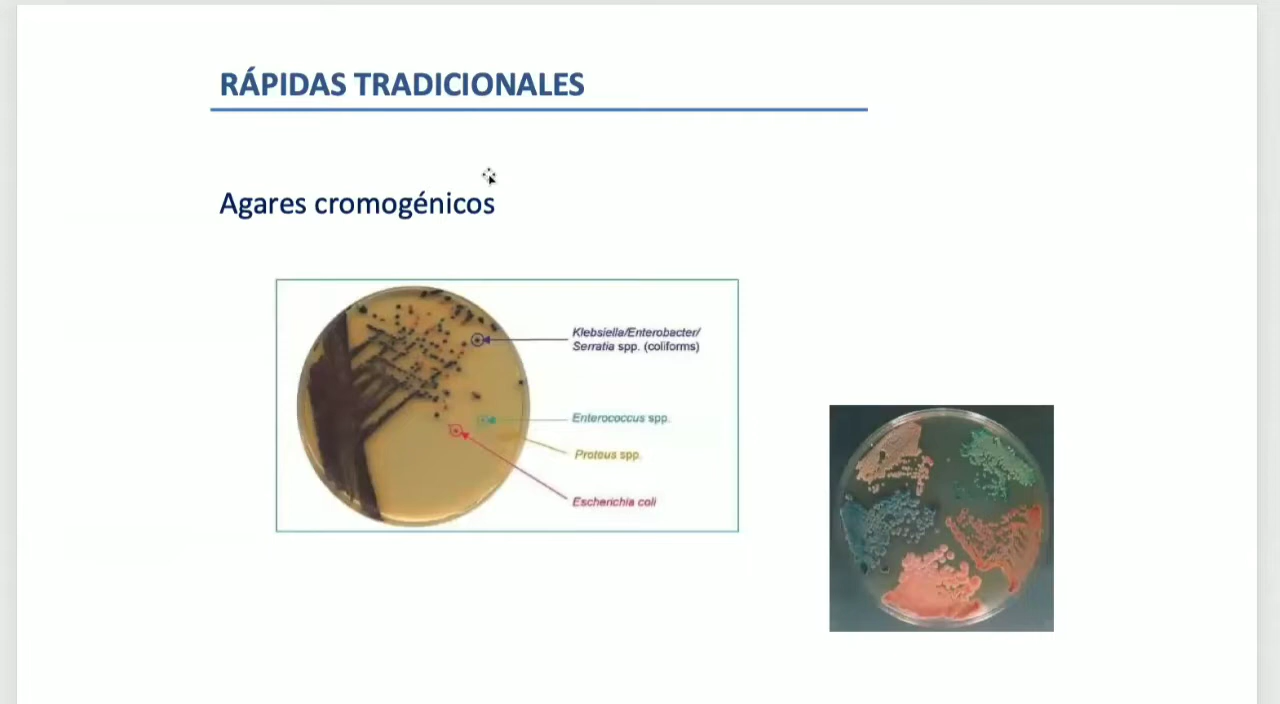 RÁPIDAS TRADICIONALES
Agares cromogénicos
Klebsiella/Enterobacter/
Serratia spp. (coliforms)
Enterococcus spp.
Proteus spp.
Escherichia coli